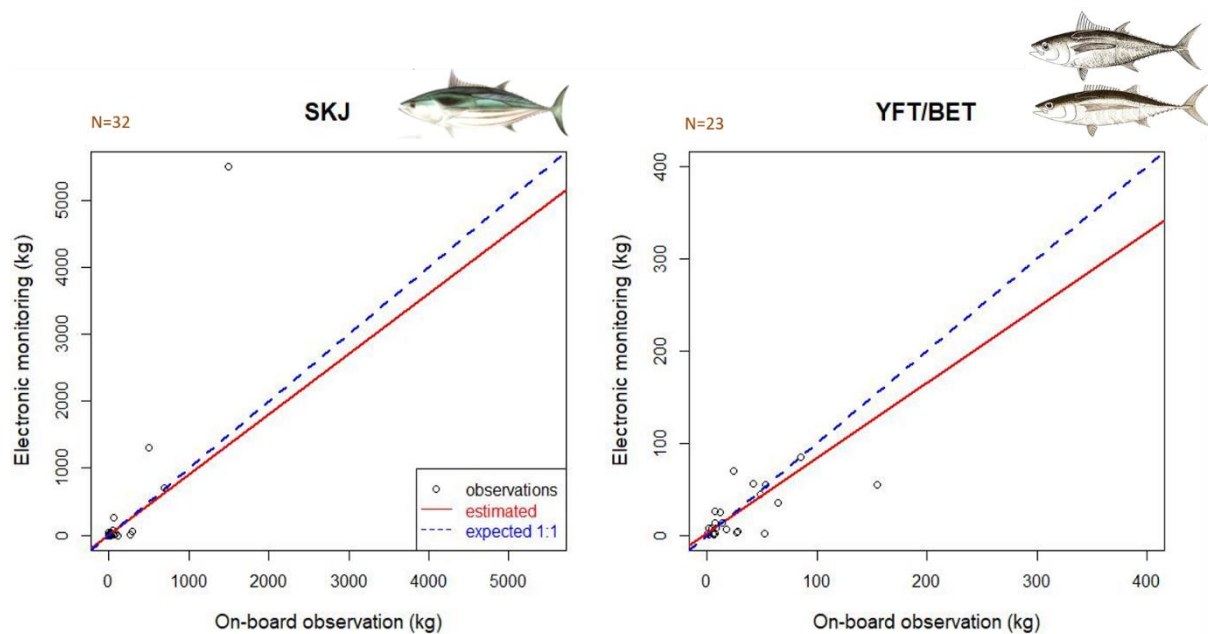 SKJ
N=32
Electronic monitoring (kg)
5000
4000
3000
2000
1000
0
0 1000 2000 3000 4000 5000
On-board observation (kg)
observations
estimated
expected 1:1
YFT/BET
N=23
Electronic monitoring (kg)
400
300
200
100
0
0 100 200 300 400
On-board observation (kg)